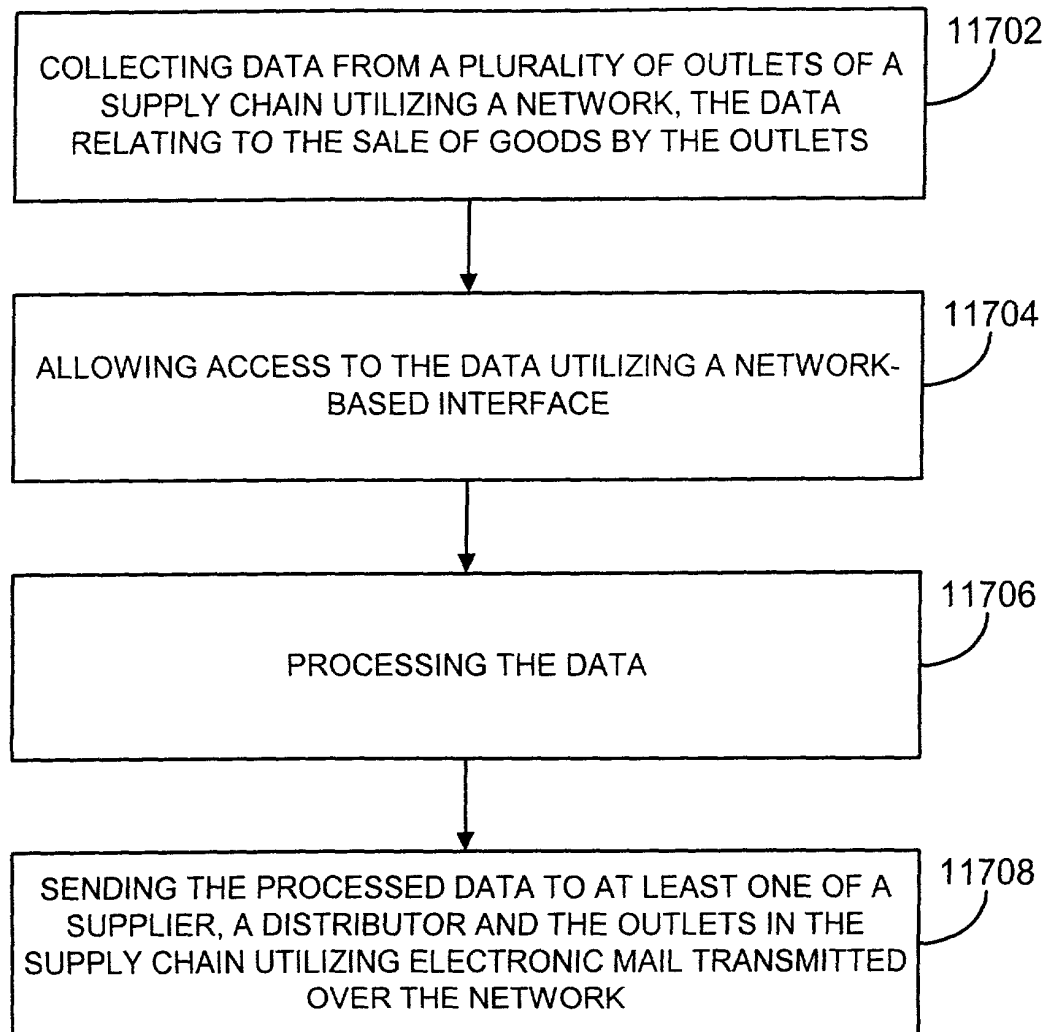 11702
COLLECTING DATA FROM A PLURALITY OF OUTLETS OF A
SUPPLY CHAIN UTILIZING A NETWORK, THE DATA
RELATING TO THE SALE OF GOODS BY THE OUTLETS
11704
ALLOWING ACCESS TO THE DATA UTILIZING A NETWORK-
BASED INTERFACE
11706
PROCESSING THE DATA
11708
SENDING THE PROCESSED DATA TO AT LEAST ONE OF A
SUPPLIER, A DISTRIBUTOR AND THE OUTLETS IN THE
SUPPLY CHAIN UTILIZING ELECTRONIC MAIL TRANSMITTED
OVER THE NETWORK